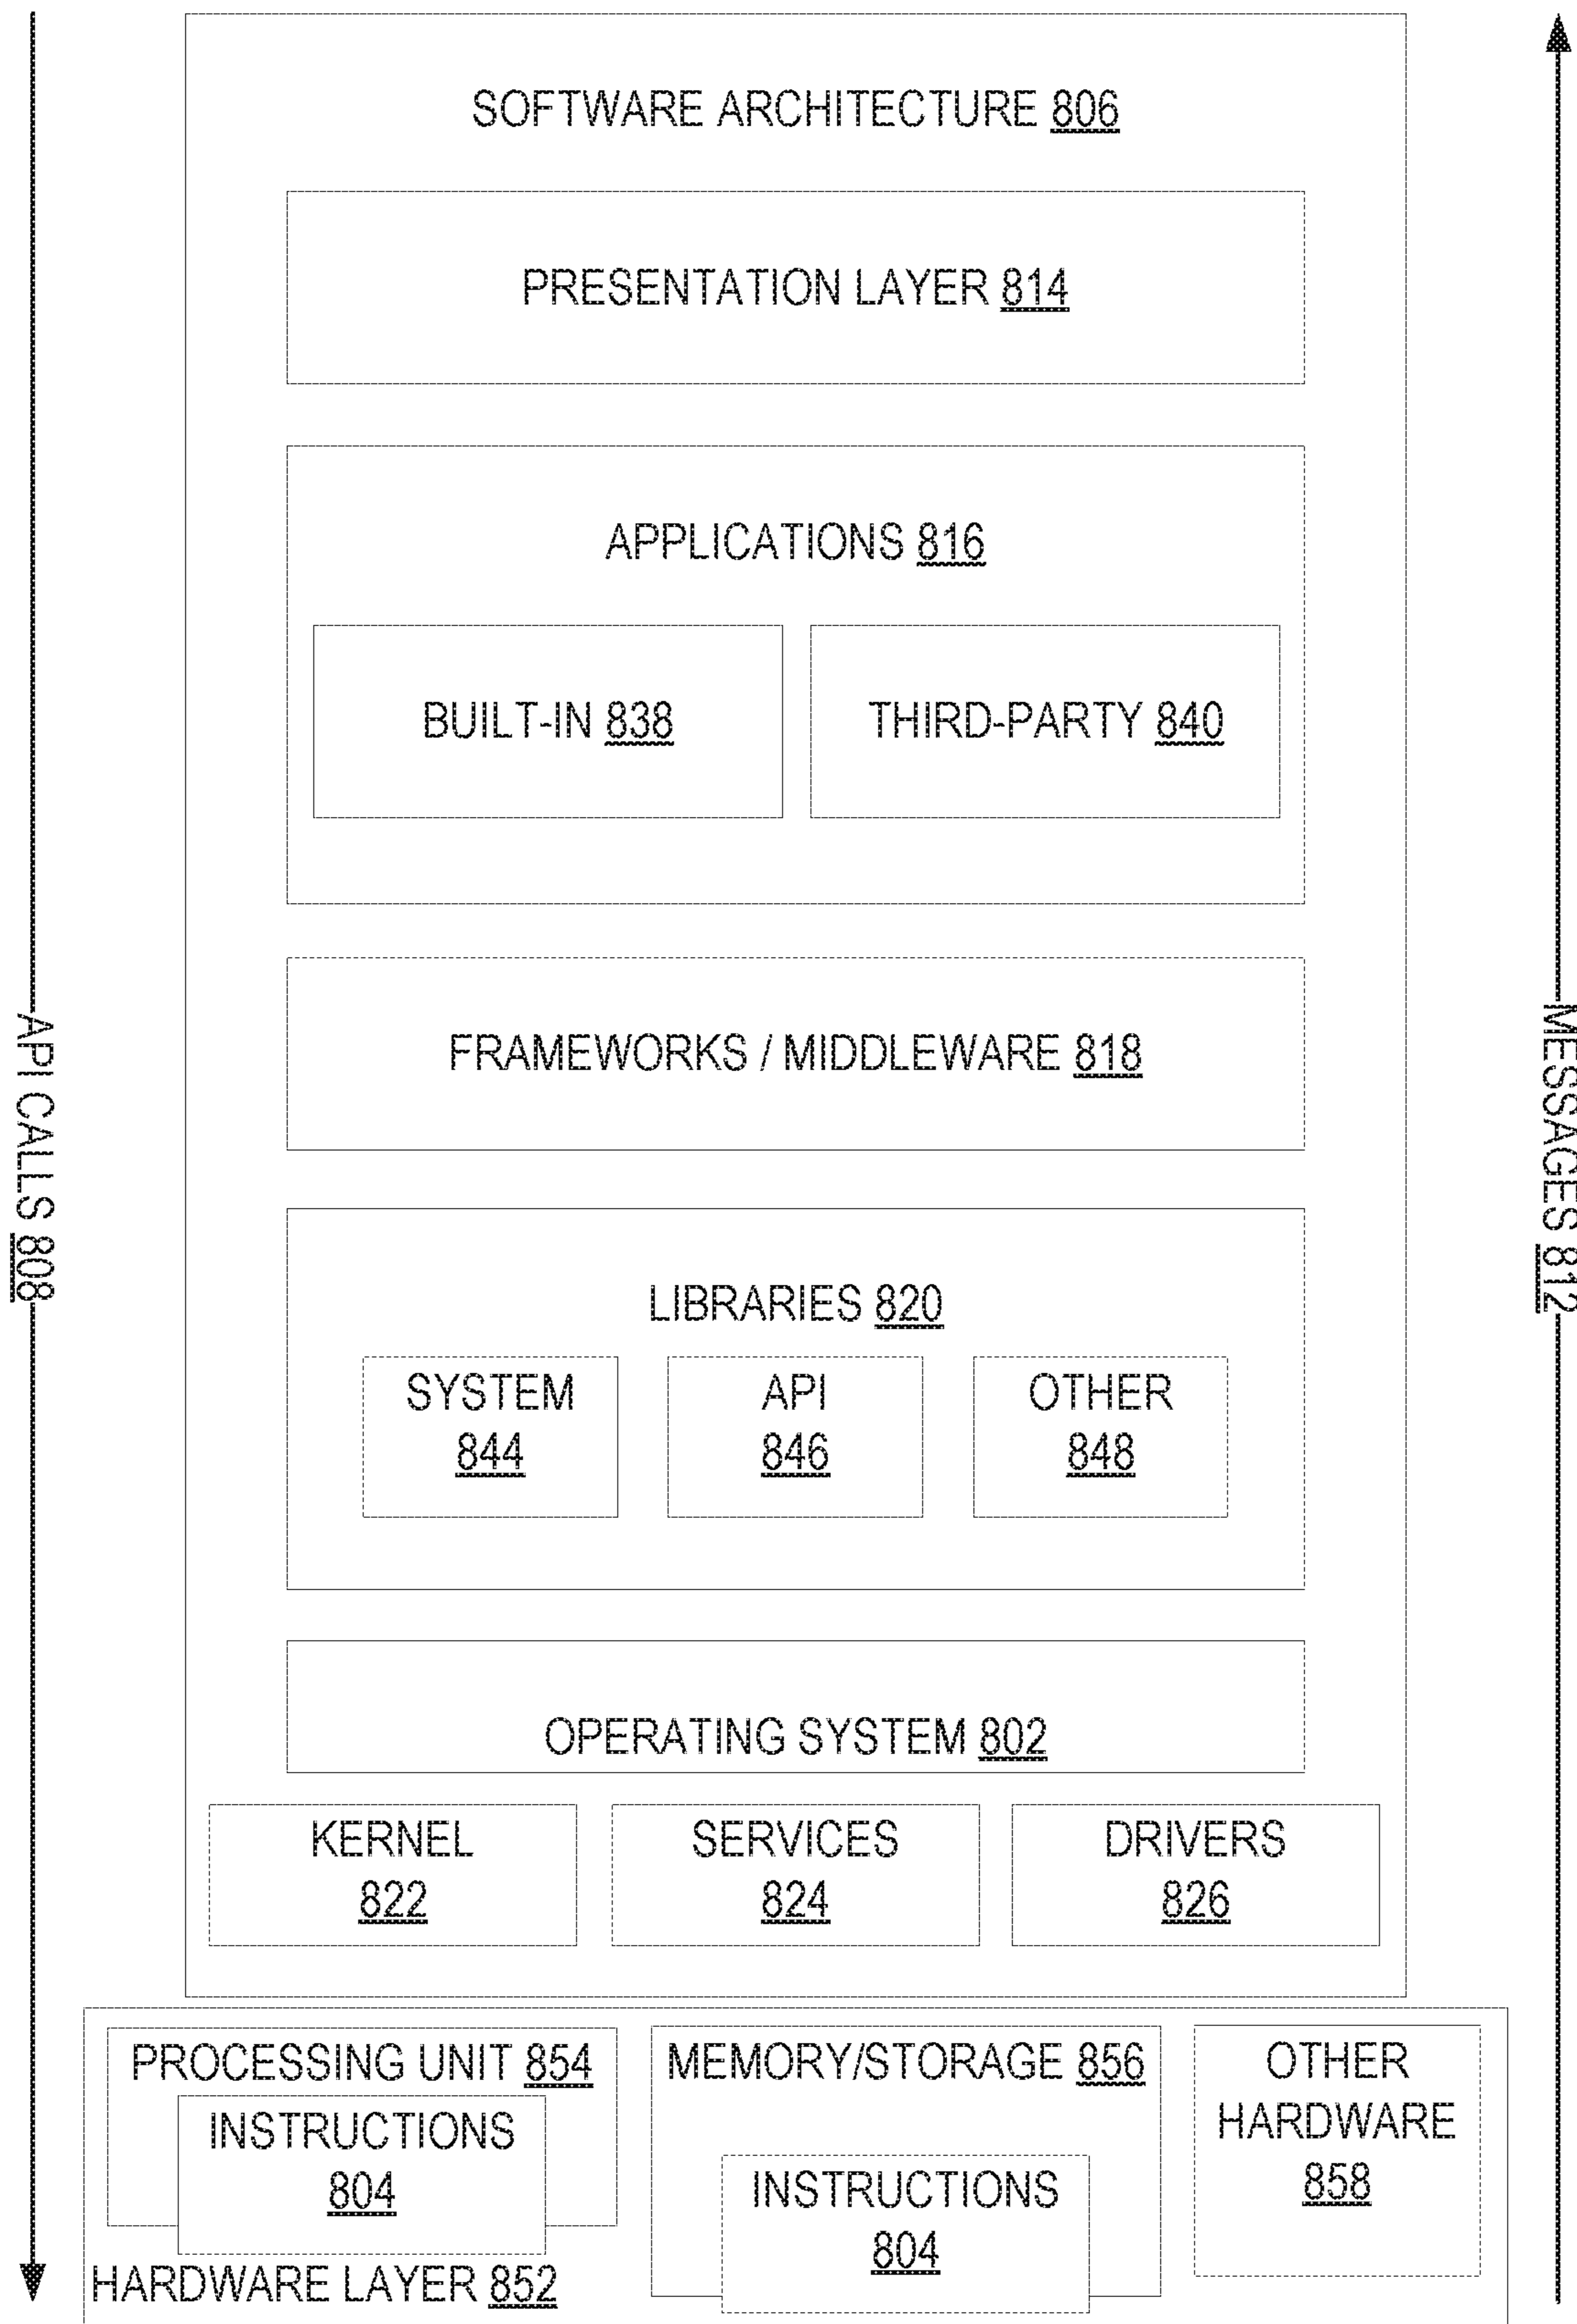 SOFTWARE ARCHITECTURE 806
PRESENTATION LAYER 814
APPLICATIONS 816
BUILT-IN 838
THIRD-PARTY 840
FRAMEWORKS / MIDDLEWARE 818
API CALLS 808
MESSAGES 812
LIBRARIES 820
SYSTEM
844
API
846
OTHER
848
OPERATING SYSTEM 802
KERNEL
822
SERVICES
824
DRIVERS
826
PROCESSING UNIT 854
INSTRUCTIONS
804
MEMORY/STORAGE 856
INSTRUCTIONS
804
OTHER
HARDWARE
858
HARDWARE LAYER 852